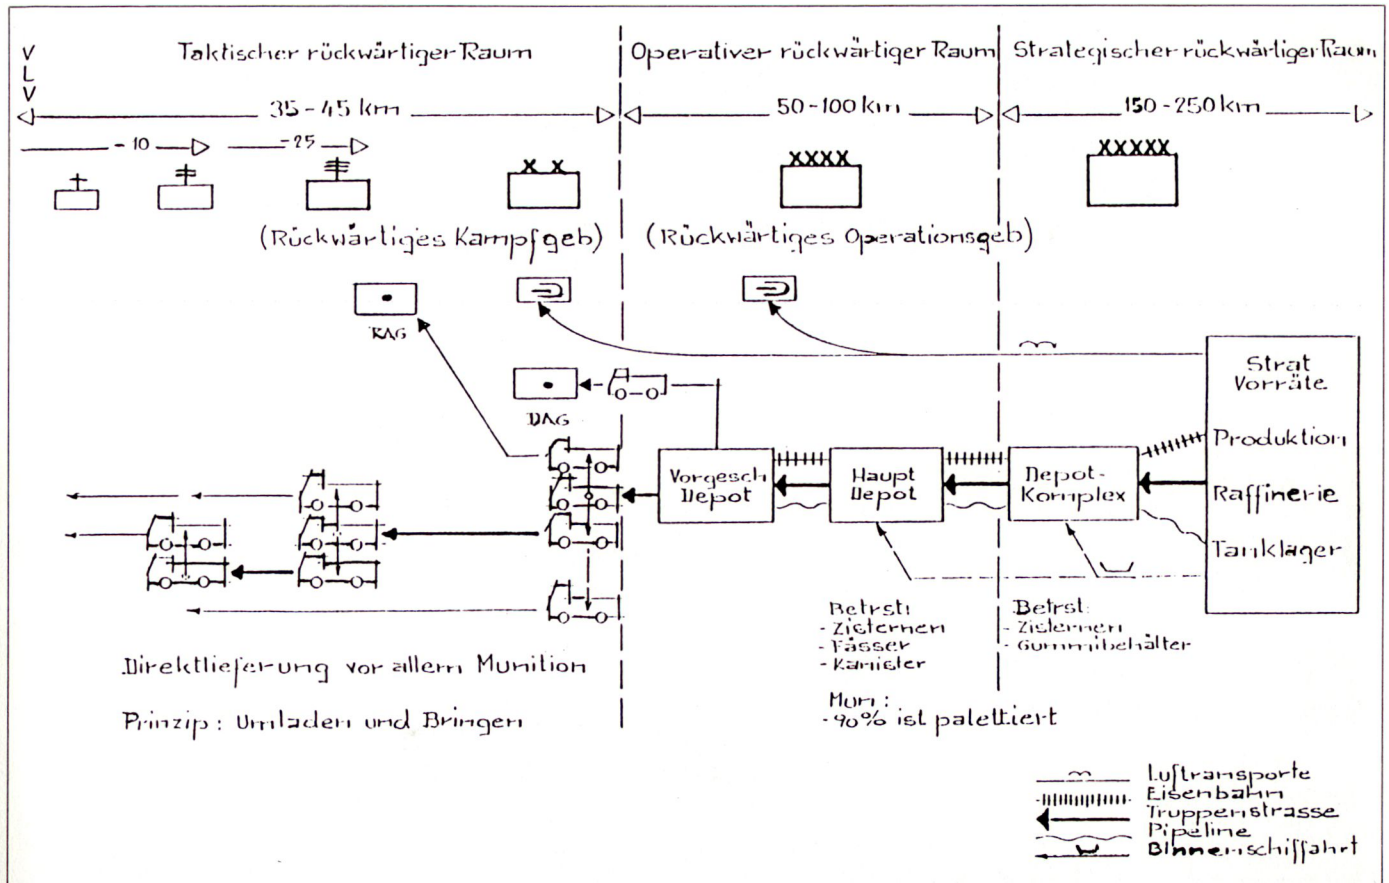 V
L
V
Taktischer rückwärtiger Raum
Operativer rückwärtiger Raum
Strategischer rückwärtiger Raum
35-45 km
50-100 km
150-250 km
-10
-25
X X
XXXX
XXXXX
(Rückwärtiges Kampfgeb)
(Rückwärtiges Operationsgeb)
RAG
DAG
Strat
Vorräte
Produktion
Raffinerie
Tanklager
Vorgesch
Depot
Haupt
Depot
Depot-
Komplex
Betrst:
- Zisternen
- Fässer
- Kanister
Mun:
- 90% ist palettiert
Betrst:
- Zisternen
- Gummibehälter
Direktlieferung vor allem Munition
Prinzip: Umladen und Bringen
Luftransporte
Eisenbahn
Truppenstrasse
Pipeline
Binnenschiffahrt